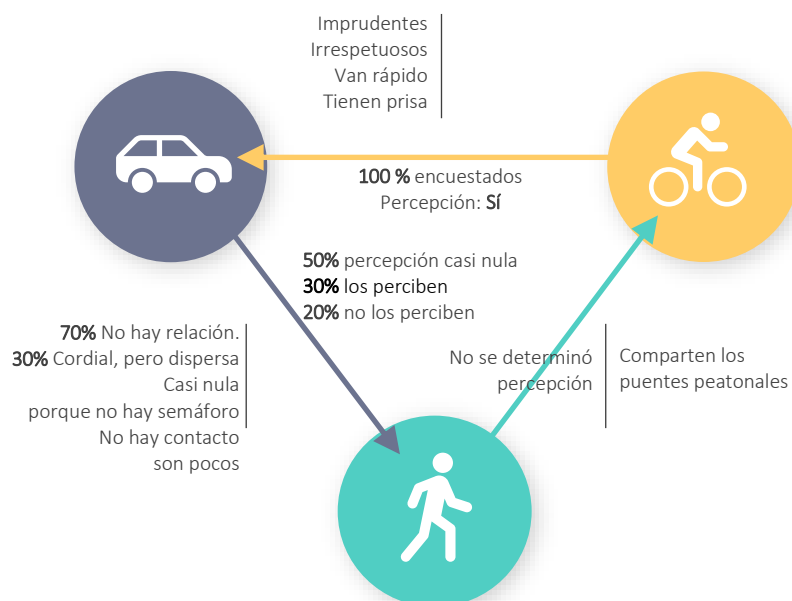 Imprudentes
Irrespetuosos
Van rápido
Tienen prisa
100 % encuestados
Percepción: Sí
50% percepción casi nula
30% los perciben
20% no los perciben
70% No hay relación.
30% Cordial, pero dispersa
Casi nula
porque no hay semáforo
No hay contacto
son pocos
No se determinó
percepción
Comparten los
puentes peatonales